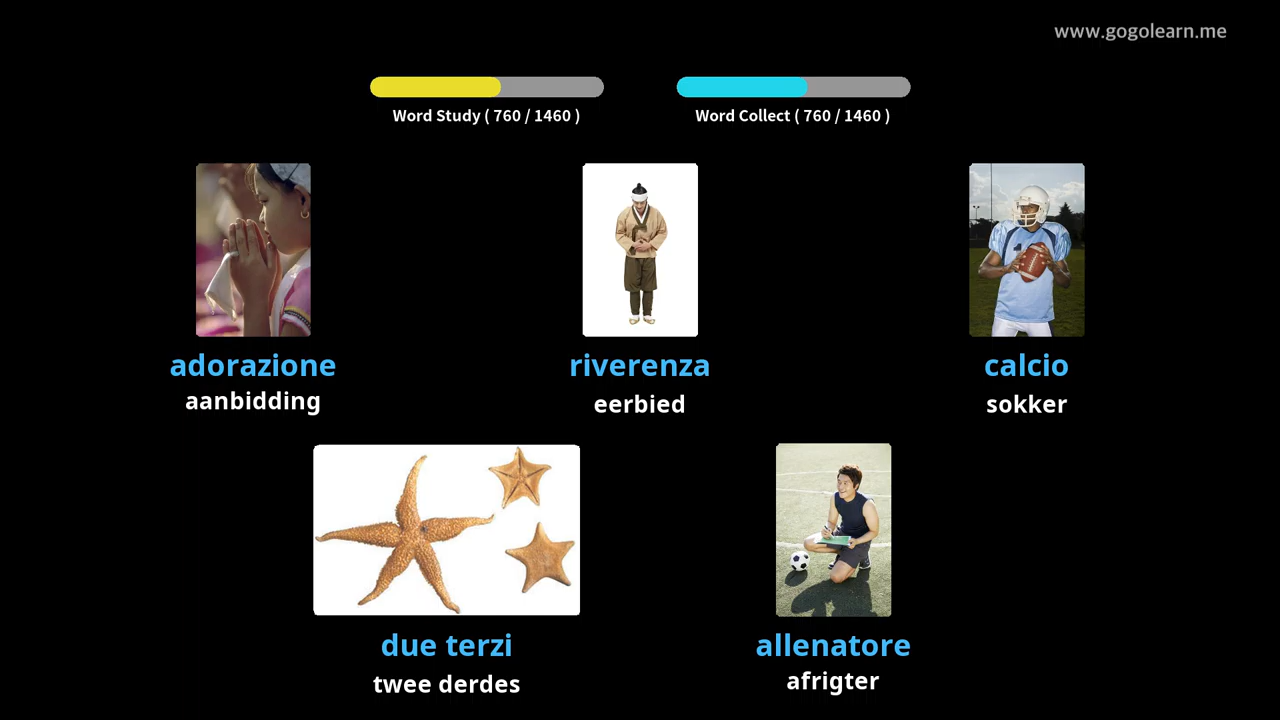 www.gogolearn.me
Word Study ( 760 / 1460 )
Word Collect ( 760 / 1460 )
adorazione
aanbidding
riverenza
eerbied
calcio
sokker
due terzi
twee derdes
allenatore
afrigter